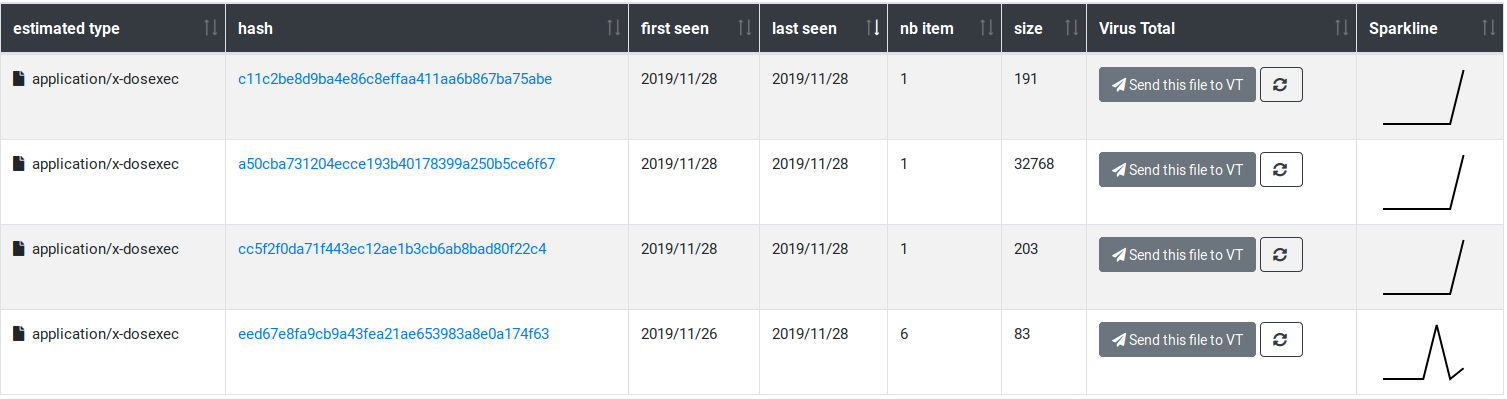 estimated type hash first seen last seen nb item size Virus Total Sparkline
application/x-dosexec c11c2be8d9ba4e86c8effaa411aa6b867ba75abe 2019/11/28 2019/11/28 1 191 Send this file to VT
application/x-dosexec a50cba731204ecce193b40178399a250b5ce6f67 2019/11/28 2019/11/28 1 32768 Send this file to VT
application/x-dosexec cc5f2f0da71f443ec12ae1b3cb6ab8bad80f22c4 2019/11/28 2019/11/28 1 203 Send this file to VT
application/x-dosexec eed67e8fa9cb9a43fea21ae653983a8e0a174f63 2019/11/26 2019/11/28 6 83 Send this file to VT